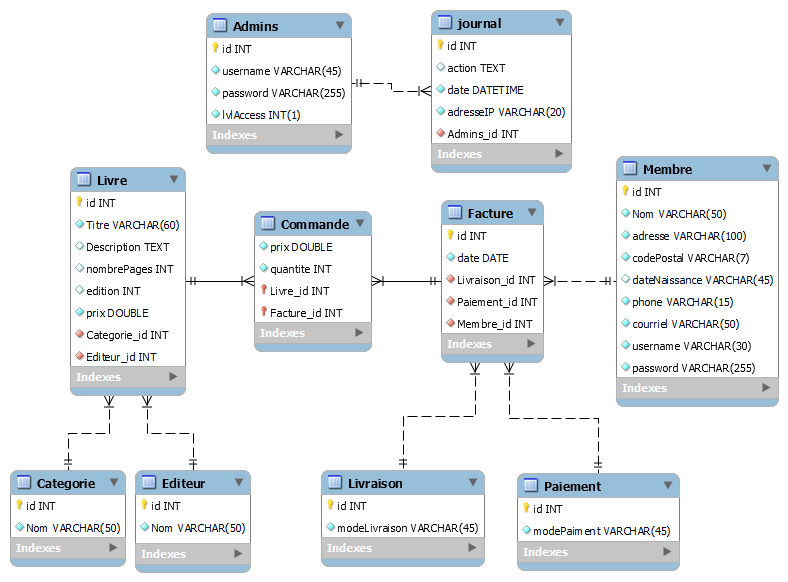 Admins
id INT
username VARCHAR(45)
password VARCHAR(255)
lvlAccess INT(1)
Indexes
journal
id INT
action TEXT
date DATETIME
adresseIP VARCHAR(20)
Admins_id INT
Indexes
Livre
id INT
Titre VARCHAR(60)
Description TEXT
nombrePages INT
edition INT
prix DOUBLE
Categorie_id INT
Editeur_id INT
Indexes
Commande
prix DOUBLE
quantite INT
Livre_id INT
Facture_id INT
Indexes
Facture
id INT
date DATE
Livraison_id INT
Paiement_id INT
Membre_id INT
Indexes
Membre
id INT
Nom VARCHAR(50)
adresse VARCHAR(100)
codePostal VARCHAR(7)
dateNaissance VARCHAR(45)
phone VARCHAR(15)
courriel VARCHAR(50)
username VARCHAR(30)
password VARCHAR(255)
Indexes
Categorie
id INT
Nom VARCHAR(50)
Indexes
Editeur
id INT
Nom VARCHAR(50)
Indexes
Livraison
id INT
modeLivraison VARCHAR(45)
Indexes
Paiement
id INT
modePaiment VARCHAR(45)
Indexes